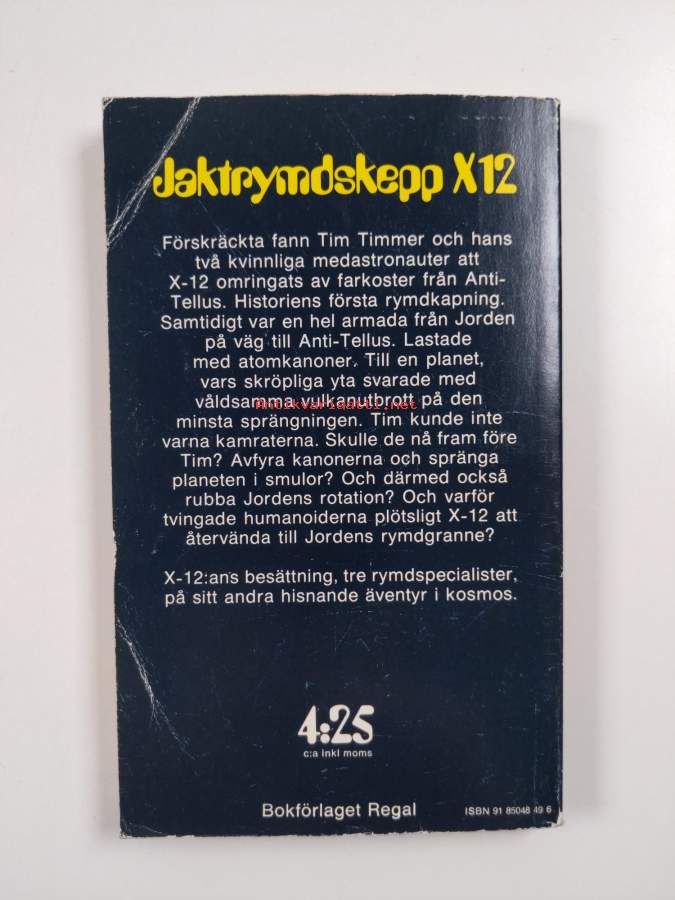 Jaktrymdskepp X12
Förskräckta fann Tim Timmer och hans
två kvinnliga medastronauter att
X-12 omringats av farkoster från Anti-
Tellus. Historiens första rymdkapning.
Samtidigt var en hel armada från Jorden
på väg till Anti-Tellus. Lastade
med atomkanoner. Till en planet,
vars skröpliga yta svarade med
våldsamma vulkanutbrott på den
antikvariaatti.net
minsta sprängningen. Tim kunde inte
varna kamraterna. Skulle de nå fram före
Tim? Avfyra kanonerna och spränga
planeten i smulor? Och därmed också
rubba Jordens rotation? Och varför
tvingade humanoiderna plötsligt X-12 att
återvända till Jordens rymdgranne?
X-12:ans besättning, tre rymdspecialister,
på sitt andra hisnande äventyr i kosmos.
4:25
c:a inkl moms
Bokförlaget Regal
ISBN 91 85048 49 6